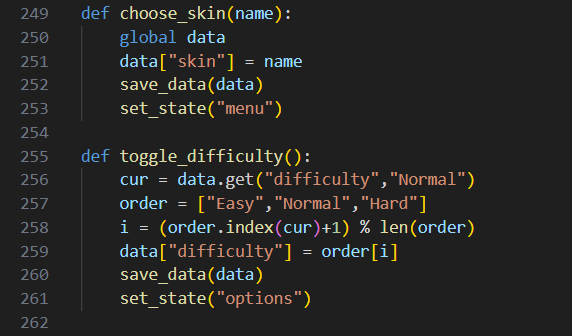 249 def choose_skin(name):
250     global data
251     data["skin"] = name
252     save_data(data)
253     set_state("menu")
254
255 def toggle_difficulty():
256     cur = data.get("difficulty","Normal")
257     order = ["Easy","Normal","Hard"]
258     i = (order.index(cur)+1) % len(order)
259     data["difficulty"] = order[i]
260     save_data(data)
261     set_state("options")
262